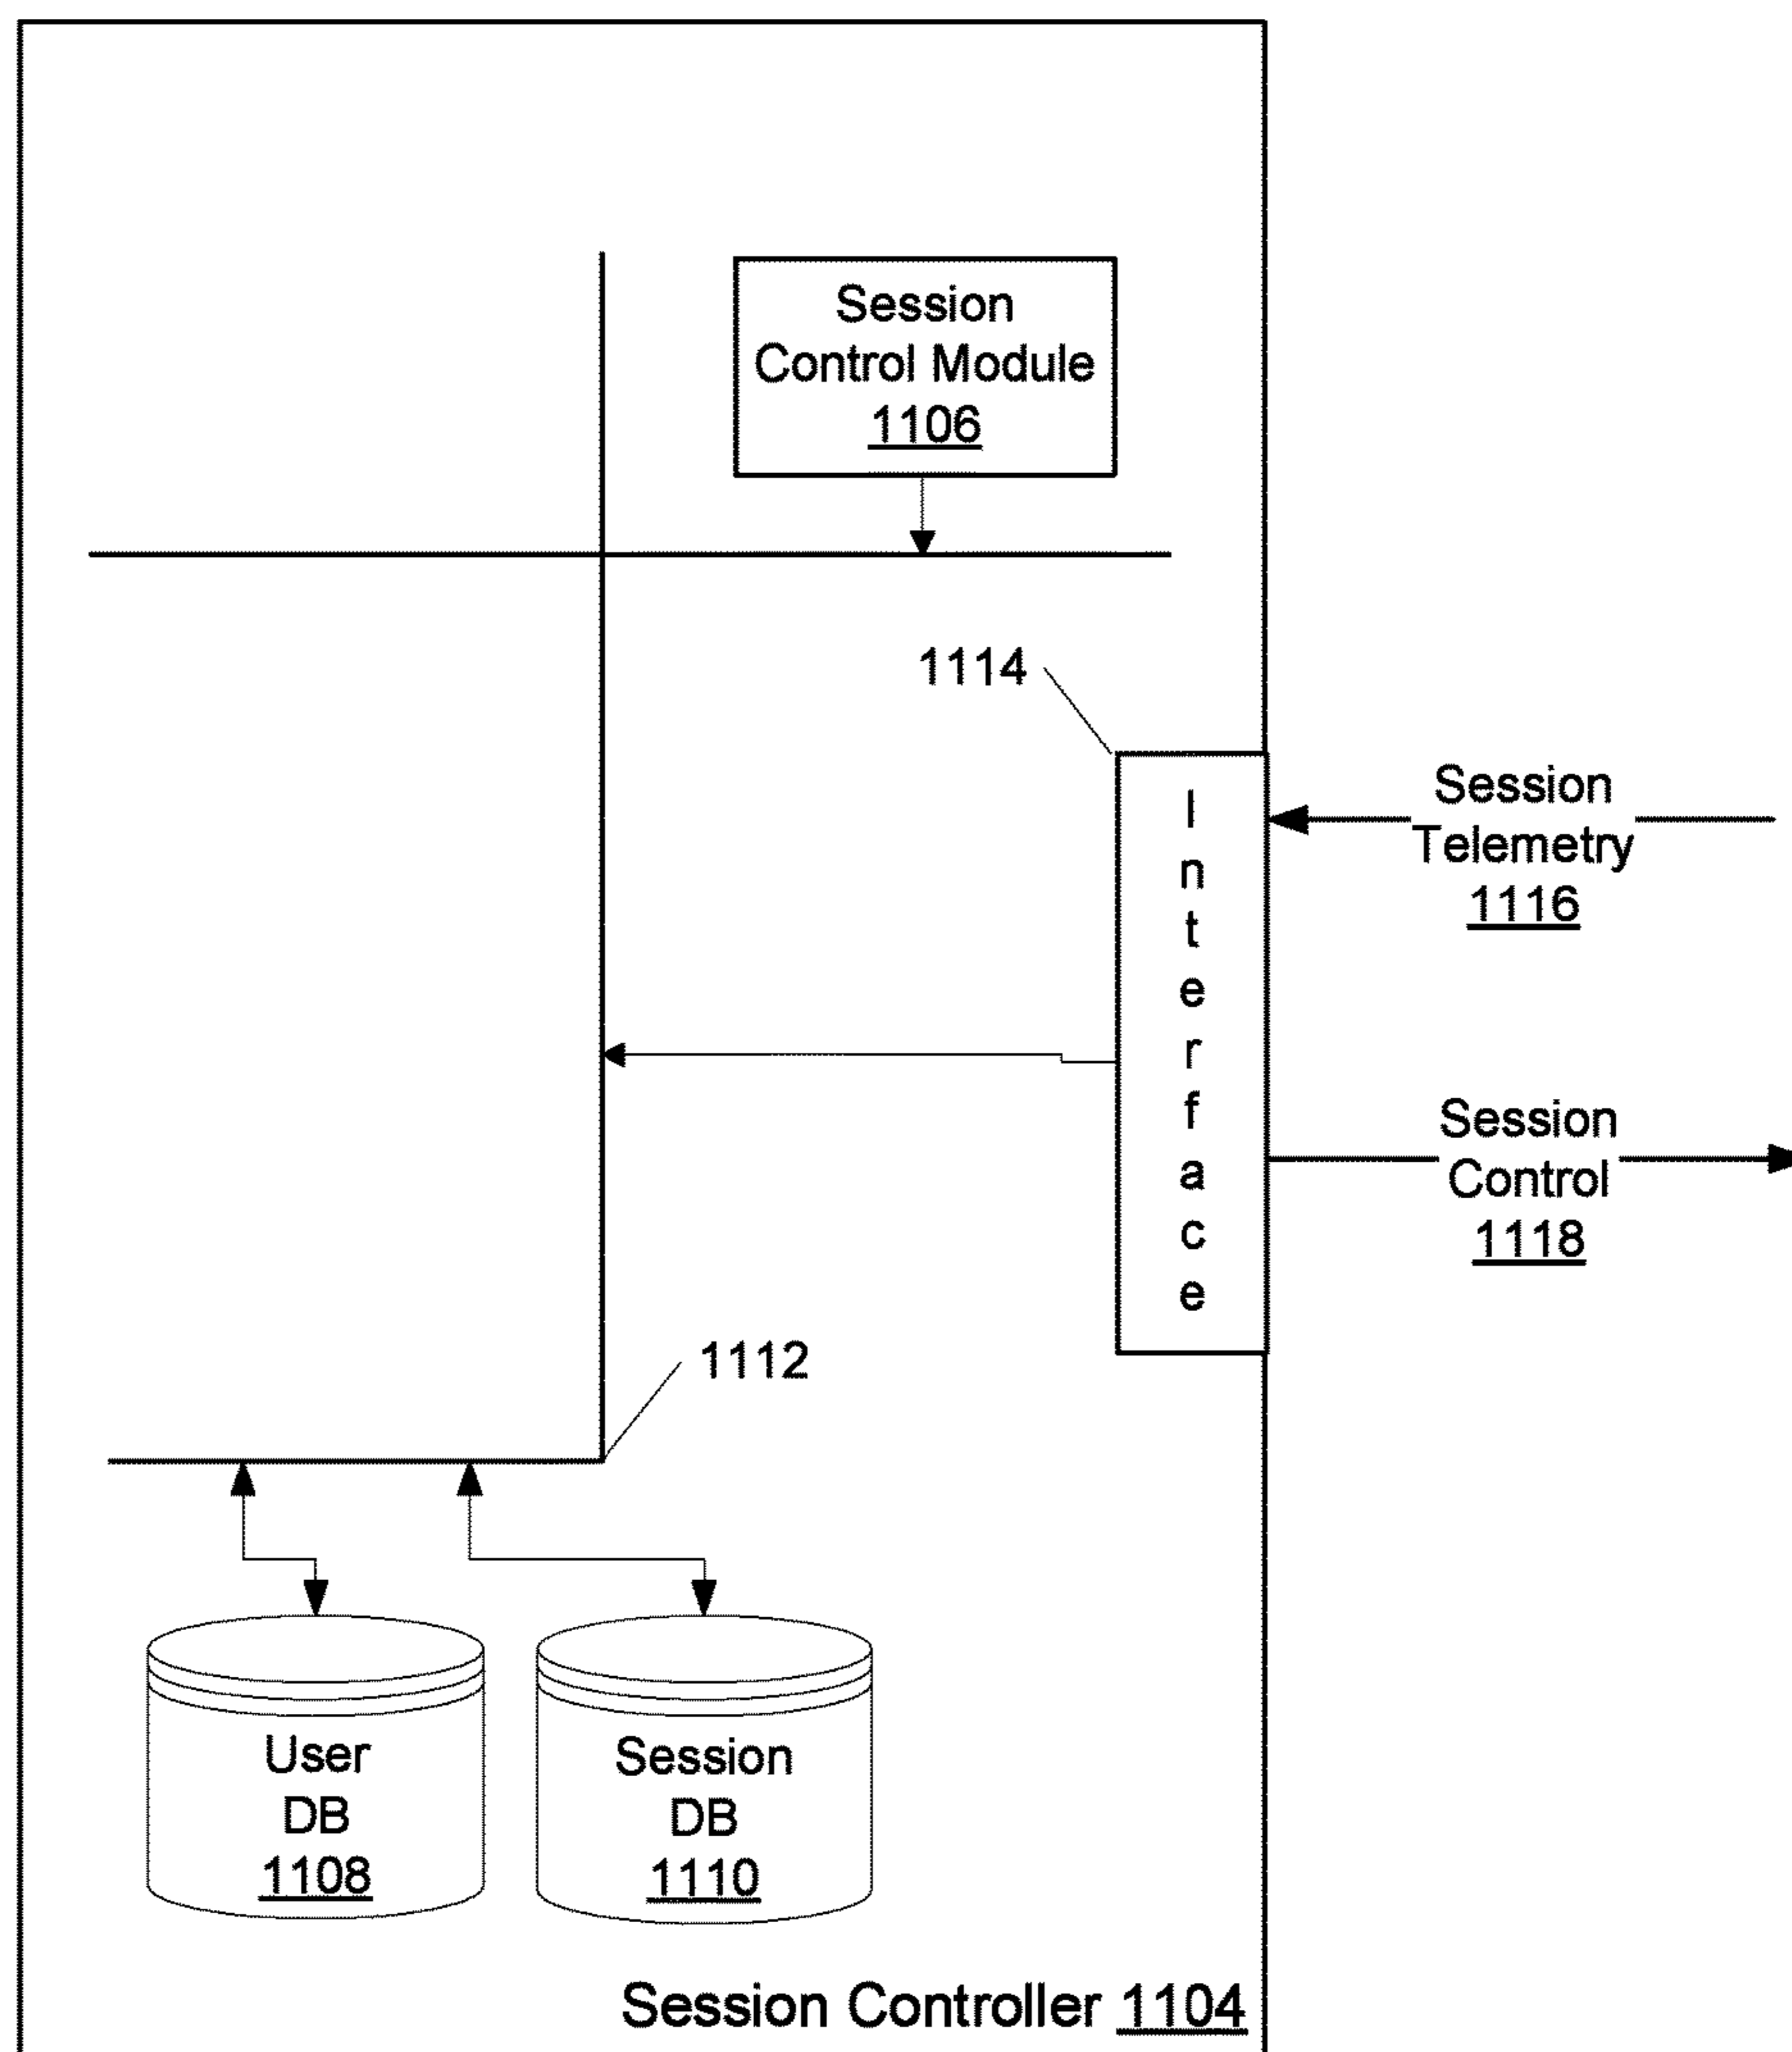 Session
Control Module
1106
1114
Session
Telemetry
1116
Interface
Session
Control
1118
1112
User
DB
1108
Session
DB
1110
Session Controller 1104